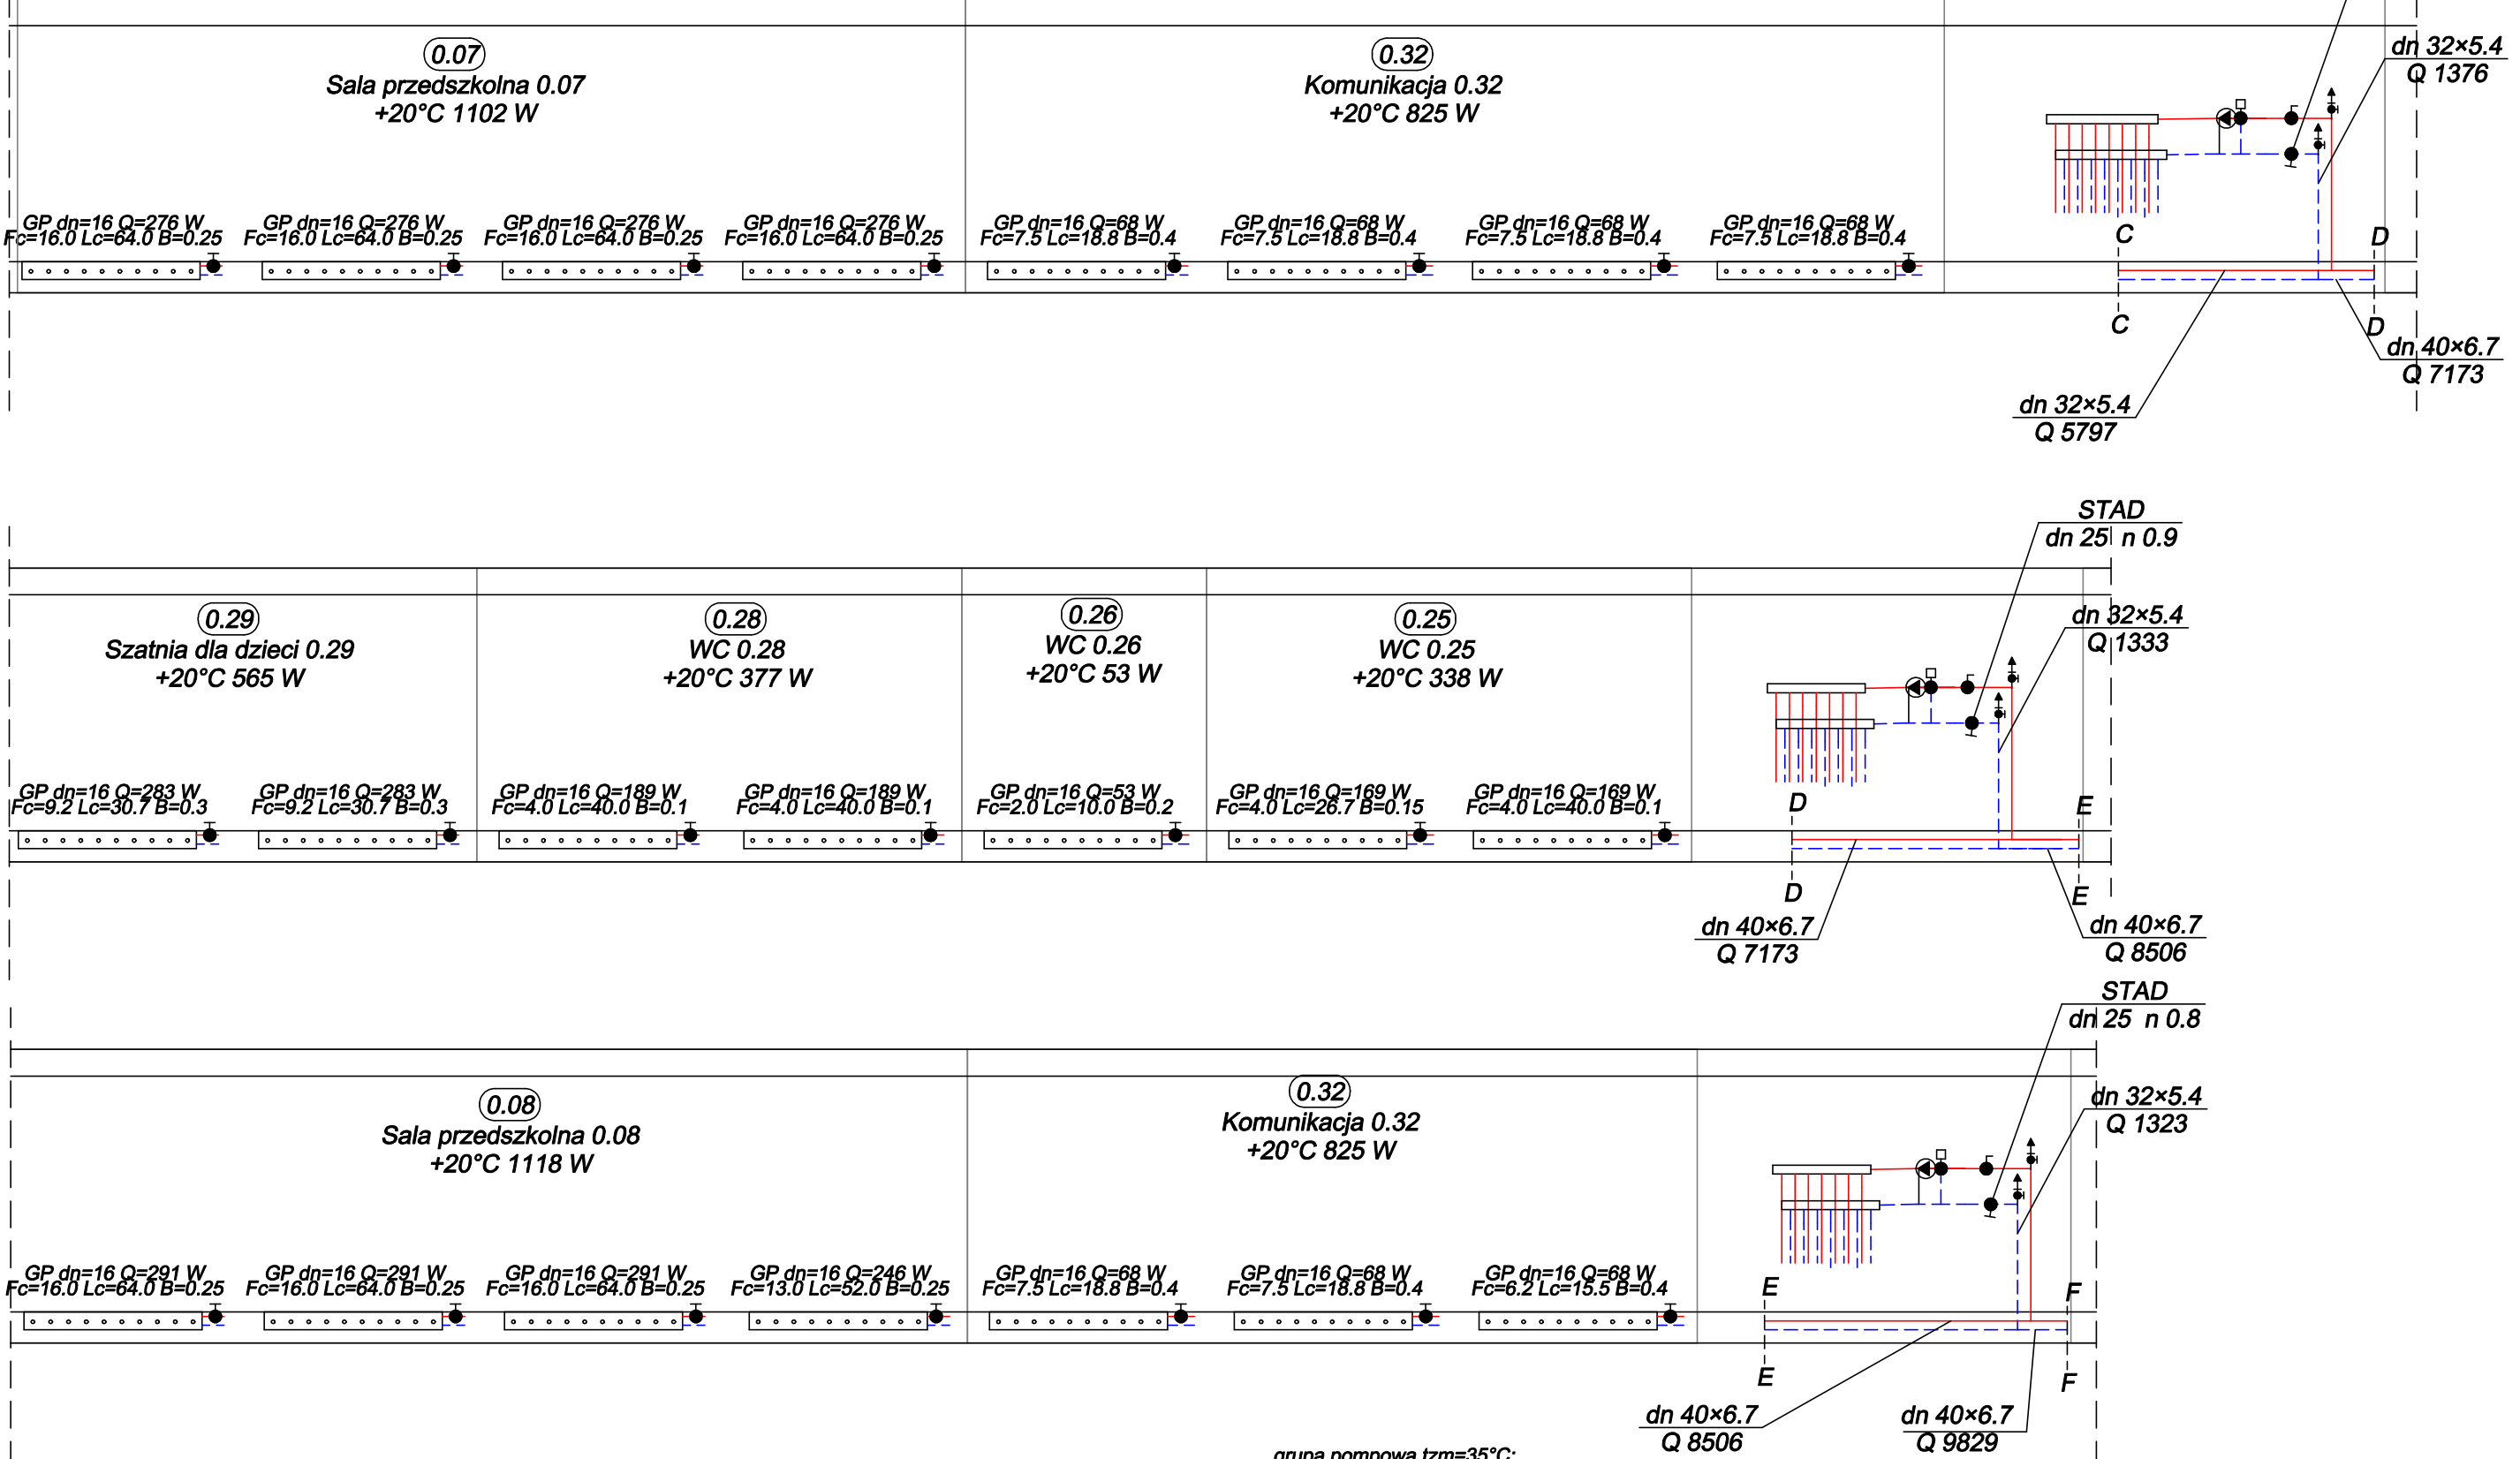 0.07
Sala przedszkolna 0.07
+20°C 1102 W
0.32
Komunikacja 0.32
+20°C 825 W
dn 32×5.4
Q 1376
GP dn=16 Q=276 W
Fc=16.0 Lc=64.0 B=0.25
GP dn=16 Q=276 W
Fc=16.0 Lc=64.0 B=0.25
GP dn=16 Q=276 W
Fc=16.0 Lc=64.0 B=0.25
GP dn=16 Q=276 W
Fc=16.0 Lc=64.0 B=0.25
GP dn=16 Q=68 W
Fc=7.5 Lc=18.8 B=0.4
GP dn=16 Q=68 W
Fc=7.5 Lc=18.8 B=0.4
GP dn=16 Q=68 W
Fc=7.5 Lc=18.8 B=0.4
GP dn=16 Q=68 W
Fc=7.5 Lc=18.8 B=0.4
C
D
C
D
dn 40×6.7
Q 7173
dn 32×5.4
Q 5797
STAD
dn 25 n 0.9
0.29
Szatnia dla dzieci 0.29
+20°C 565 W
0.28
WC 0.28
+20°C 377 W
0.26
WC 0.26
+20°C 53 W
0.25
WC 0.25
+20°C 338 W
dn 32×5.4
Q 1333
GP dn=16 Q=283 W
Fc=9.2 Lc=30.7 B=0.3
GP dn=16 Q=283 W
Fc=9.2 Lc=30.7 B=0.3
GP dn=16 Q=189 W
Fc=4.0 Lc=40.0 B=0.1
GP dn=16 Q=189 W
Fc=4.0 Lc=40.0 B=0.1
GP dn=16 Q=53 W
Fc=2.0 Lc=10.0 B=0.2
GP dn=16 Q=169 W
Fc=4.0 Lc=26.7 B=0.15
GP dn=16 Q=169 W
Fc=4.0 Lc=40.0 B=0.1
D
E
D
E
dn 40×6.7
Q 7173
dn 40×6.7
Q 8506
STAD
dn 25 n 0.8
0.08
Sala przedszkolna 0.08
+20°C 1118 W
0.32
Komunikacja 0.32
+20°C 825 W
dn 32×5.4
Q 1323
GP dn=16 Q=291 W
Fc=16.0 Lc=64.0 B=0.25
GP dn=16 Q=291 W
Fc=16.0 Lc=64.0 B=0.25
GP dn=16 Q=291 W
Fc=16.0 Lc=64.0 B=0.25
GP dn=16 Q=246 W
Fc=13.0 Lc=52.0 B=0.25
GP dn=16 Q=68 W
Fc=7.5 Lc=18.8 B=0.4
GP dn=16 Q=68 W
Fc=7.5 Lc=18.8 B=0.4
GP dn=16 Q=68 W
Fc=6.2 Lc=15.5 B=0.4
E
F
E
F
dn 40×6.7
Q 8506
dn 40×6.7
Q 9829
grupa pompowa tzm=35°C: